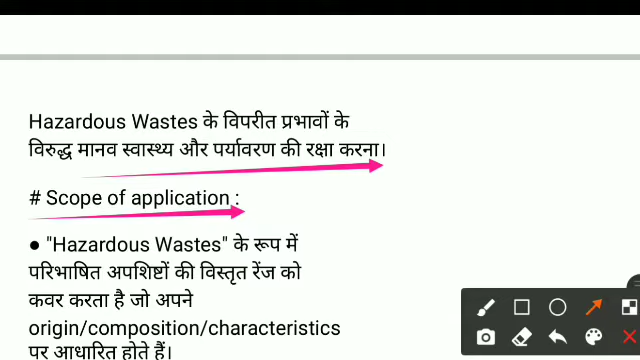 Hazardous Wastes के विपरीत प्रभावों के
विरुद्ध मानव स्वास्थ्य और पर्यावरण की रक्षा करना।
# Scope of application :
● "Hazardous Wastes" के रूप में
परिभाषित अपशिष्टों की विस्तृत रेंज को
कवर करता है जो अपने
origin/composition/characteristics
पर आधारित होते हैं।